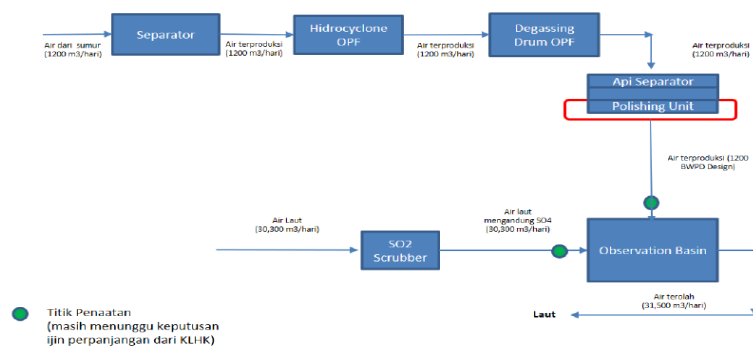 Air dari sumur
(1200 m3/hari)
Separator
Air terproduksi
(1200 m3/hari)
Hidrocyclone
OPF
Air terproduksi
(1200 m3/hari)
Degassing
Drum OPF
Air terproduksi
(1200 m3/hari)
Api Separator
Polishing Unit
Air terproduksi (1200
BWPD Design)
Air Laut
(30,300 m3/hari)
SO2
Scrubber
Air laut
mengandung SO4
(30,300 m3/hari)
Observation Basin
Air terolah
(31,500 m3/hari)
Laut
Titik Penaatan
(masih menunggu keputusan
ijin perpanjangan dari KLHK)